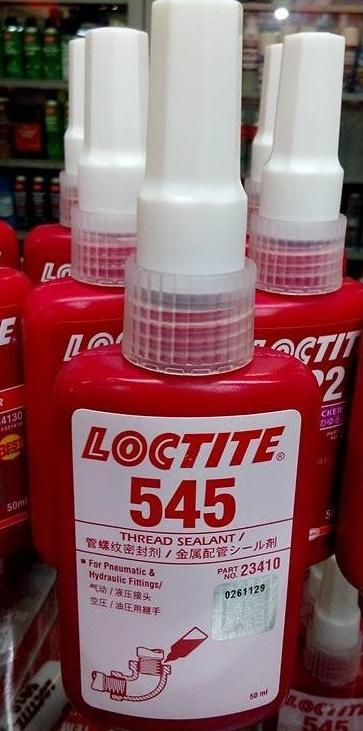 LOCTITE®
545
THREAD SEALANT /
管螺纹密封剂 / 金属配管シール剤
■ For Pneumatic &
Hydraulic Fittings/
气动 / 液压接头
空圧 / 油圧用継手
PART
NO. 23410
0261129
50 ml
4130
50ml